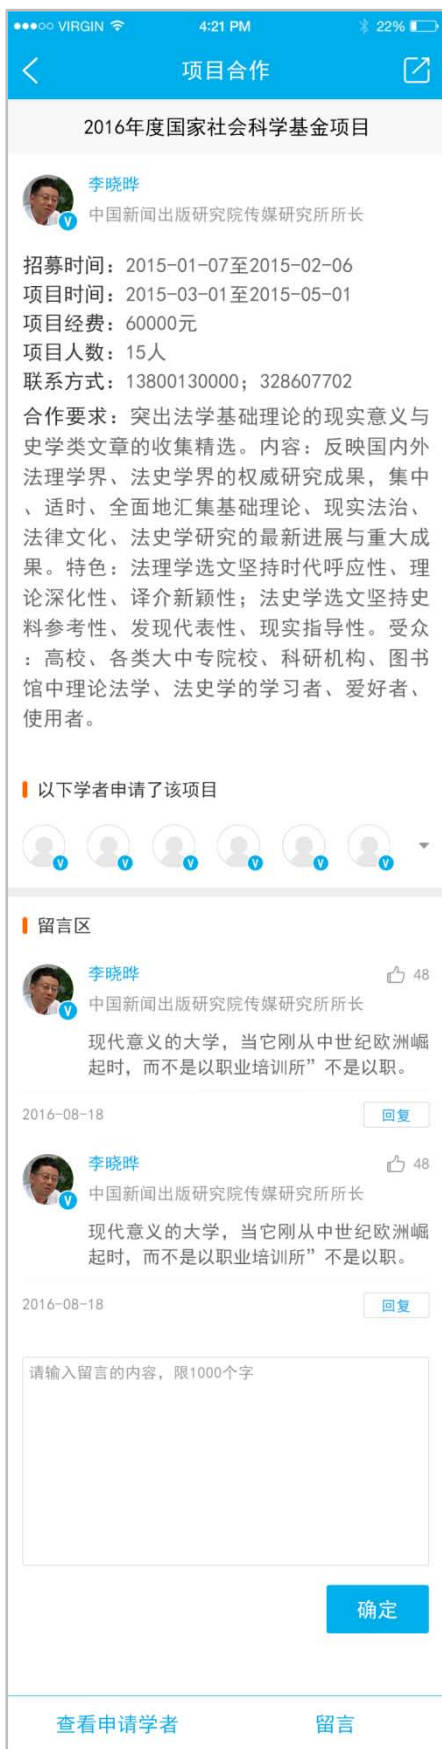 VIRGIN 4:21 PM 22%
项目合作
2016年度国家社会科学基金项目
李晓晔
V
中国新闻出版研究院传媒研究所所长
招募时间：2015-01-07至2015-02-06
项目时间：2015-03-01至2015-05-01
项目经费：60000元
项目人数：15人
联系方式：13800130000；328607702
合作要求：突出法学基础理论的现实意义与
史学类文章的收集精选。内容：反映国内外
法理学界、法史学界的权威研究成果，集中
、适时、全面地汇集基础理论、现实法治、
法律文化、法史学研究的最新进展与重大成
果。特色：法理学选文坚持时代呼应性、理
论深化性、译介新颖性；法史学选文坚持史
料参考性、发现代表性、现实指导性。受众
：高校、各类大中专院校、科研机构、图书
馆中理论法学、法史学的学习者、爱好者、
使用者。
以下学者申请了该项目
V V V V V V
留言区
李晓晔 48
V
中国新闻出版研究院传媒研究所所长
现代意义的大学，当它刚从中世纪欧洲崛
起时，而不是以职业培训所”不是以职。
2016-08-18 回复
李晓晔 48
V
中国新闻出版研究院传媒研究所所长
现代意义的大学，当它刚从中世纪欧洲崛
起时，而不是以职业培训所”不是以职。
2016-08-18 回复
请输入留言的内容，限1000个字
确定
查看申请学者 留言